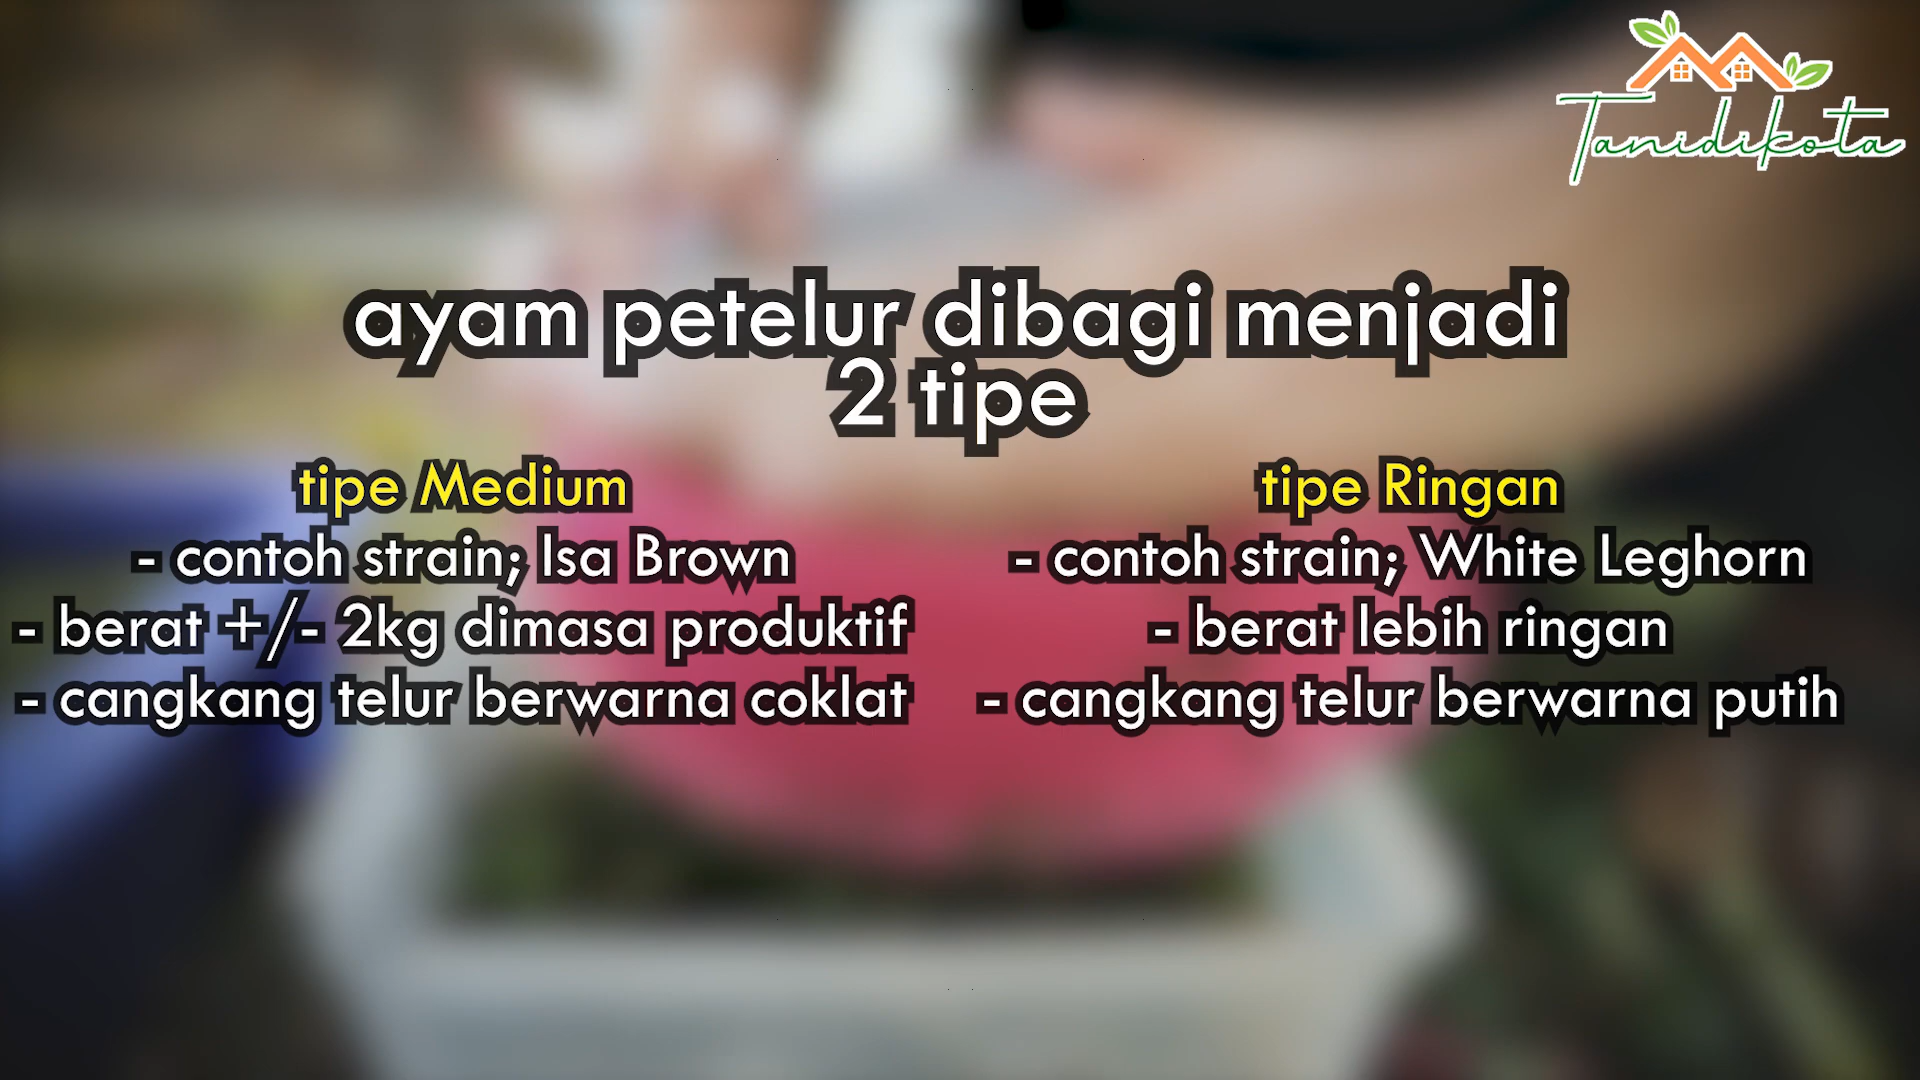 Tanidikota
ayam petelur dibagi menjadi
2 tipe
tipe Medium
- contoh strain; Isa Brown
- berat +/- 2kg dimasa produktif
- cangkang telur berwarna coklat
tipe Ringan
- contoh strain; White Leghorn
- berat lebih ringan
- cangkang telur berwarna putih